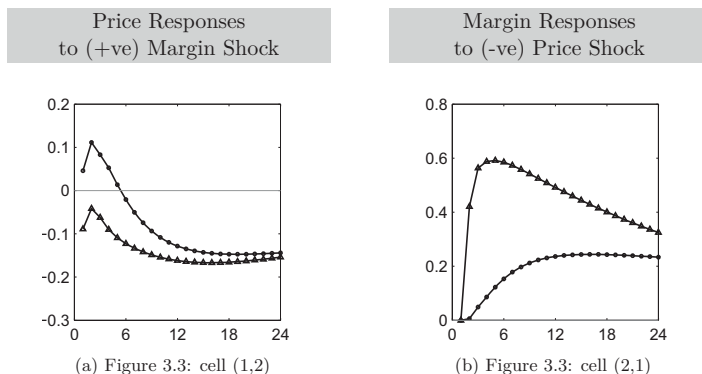 Price Responses
to (+ve) Margin Shock
Margin Responses
to (-ve) Price Shock
0.2
0.1
0
-0.1
-0.2
-0.3
0 6 12 18 24
0.8
0.6
0.4
0.2
0
0 6 12 18 24
(a) Figure 3.3: cell (1,2)
(b) Figure 3.3: cell (2,1)